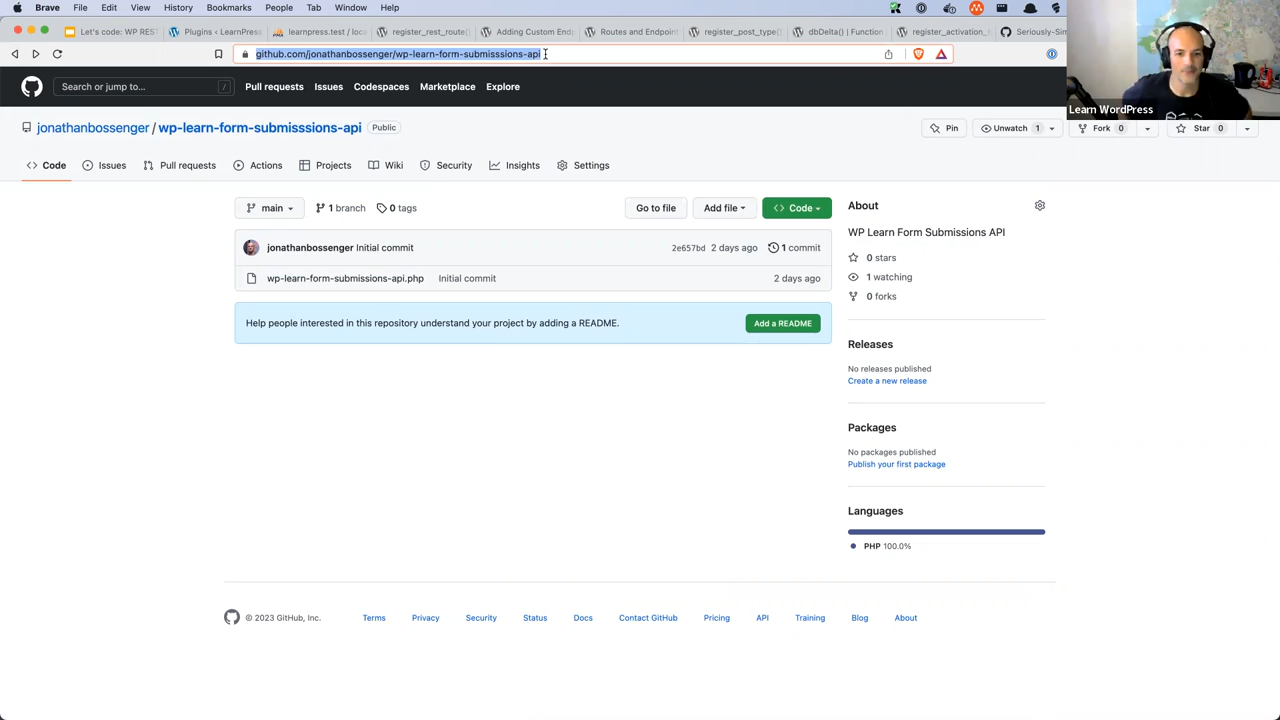 Brave File Edit View History Bookmarks People Tab Window Help
Let's code: WP REST
Plugins ‹ LearnPress
learnpress.test / loca
register_rest_route()
Adding Custom Endp
Routes and Endpoint
register_post_type()
dbDelta() | Function
register_activation_
Seriously-Sim
github.com/jonathanbossenger/wp-learn-form-submisssions-api
Learn WordPress
Search or jump to...
/
Pull requests Issues Codespaces Marketplace Explore
jonathanbossenger / wp-learn-form-submisssions-api Public
Pin Unwatch 1 Fork 0 Star 0
Code Issues Pull requests Actions Projects Wiki Security Insights Settings
main 1 branch 0 tags Go to file Add file Code
jonathanbossenger Initial commit 2e657bd 2 days ago 1 commit
wp-learn-form-submissions-api.php Initial commit 2 days ago
Help people interested in this repository understand your project by adding a README. Add a README
About
WP Learn Form Submissions API
0 stars
1 watching
0 forks
Releases
No releases published
Create a new release
Packages
No packages published
Publish your first package
Languages
PHP 100.0%
© 2023 GitHub, Inc. Terms Privacy Security Status Docs Contact GitHub Pricing API Training Blog About